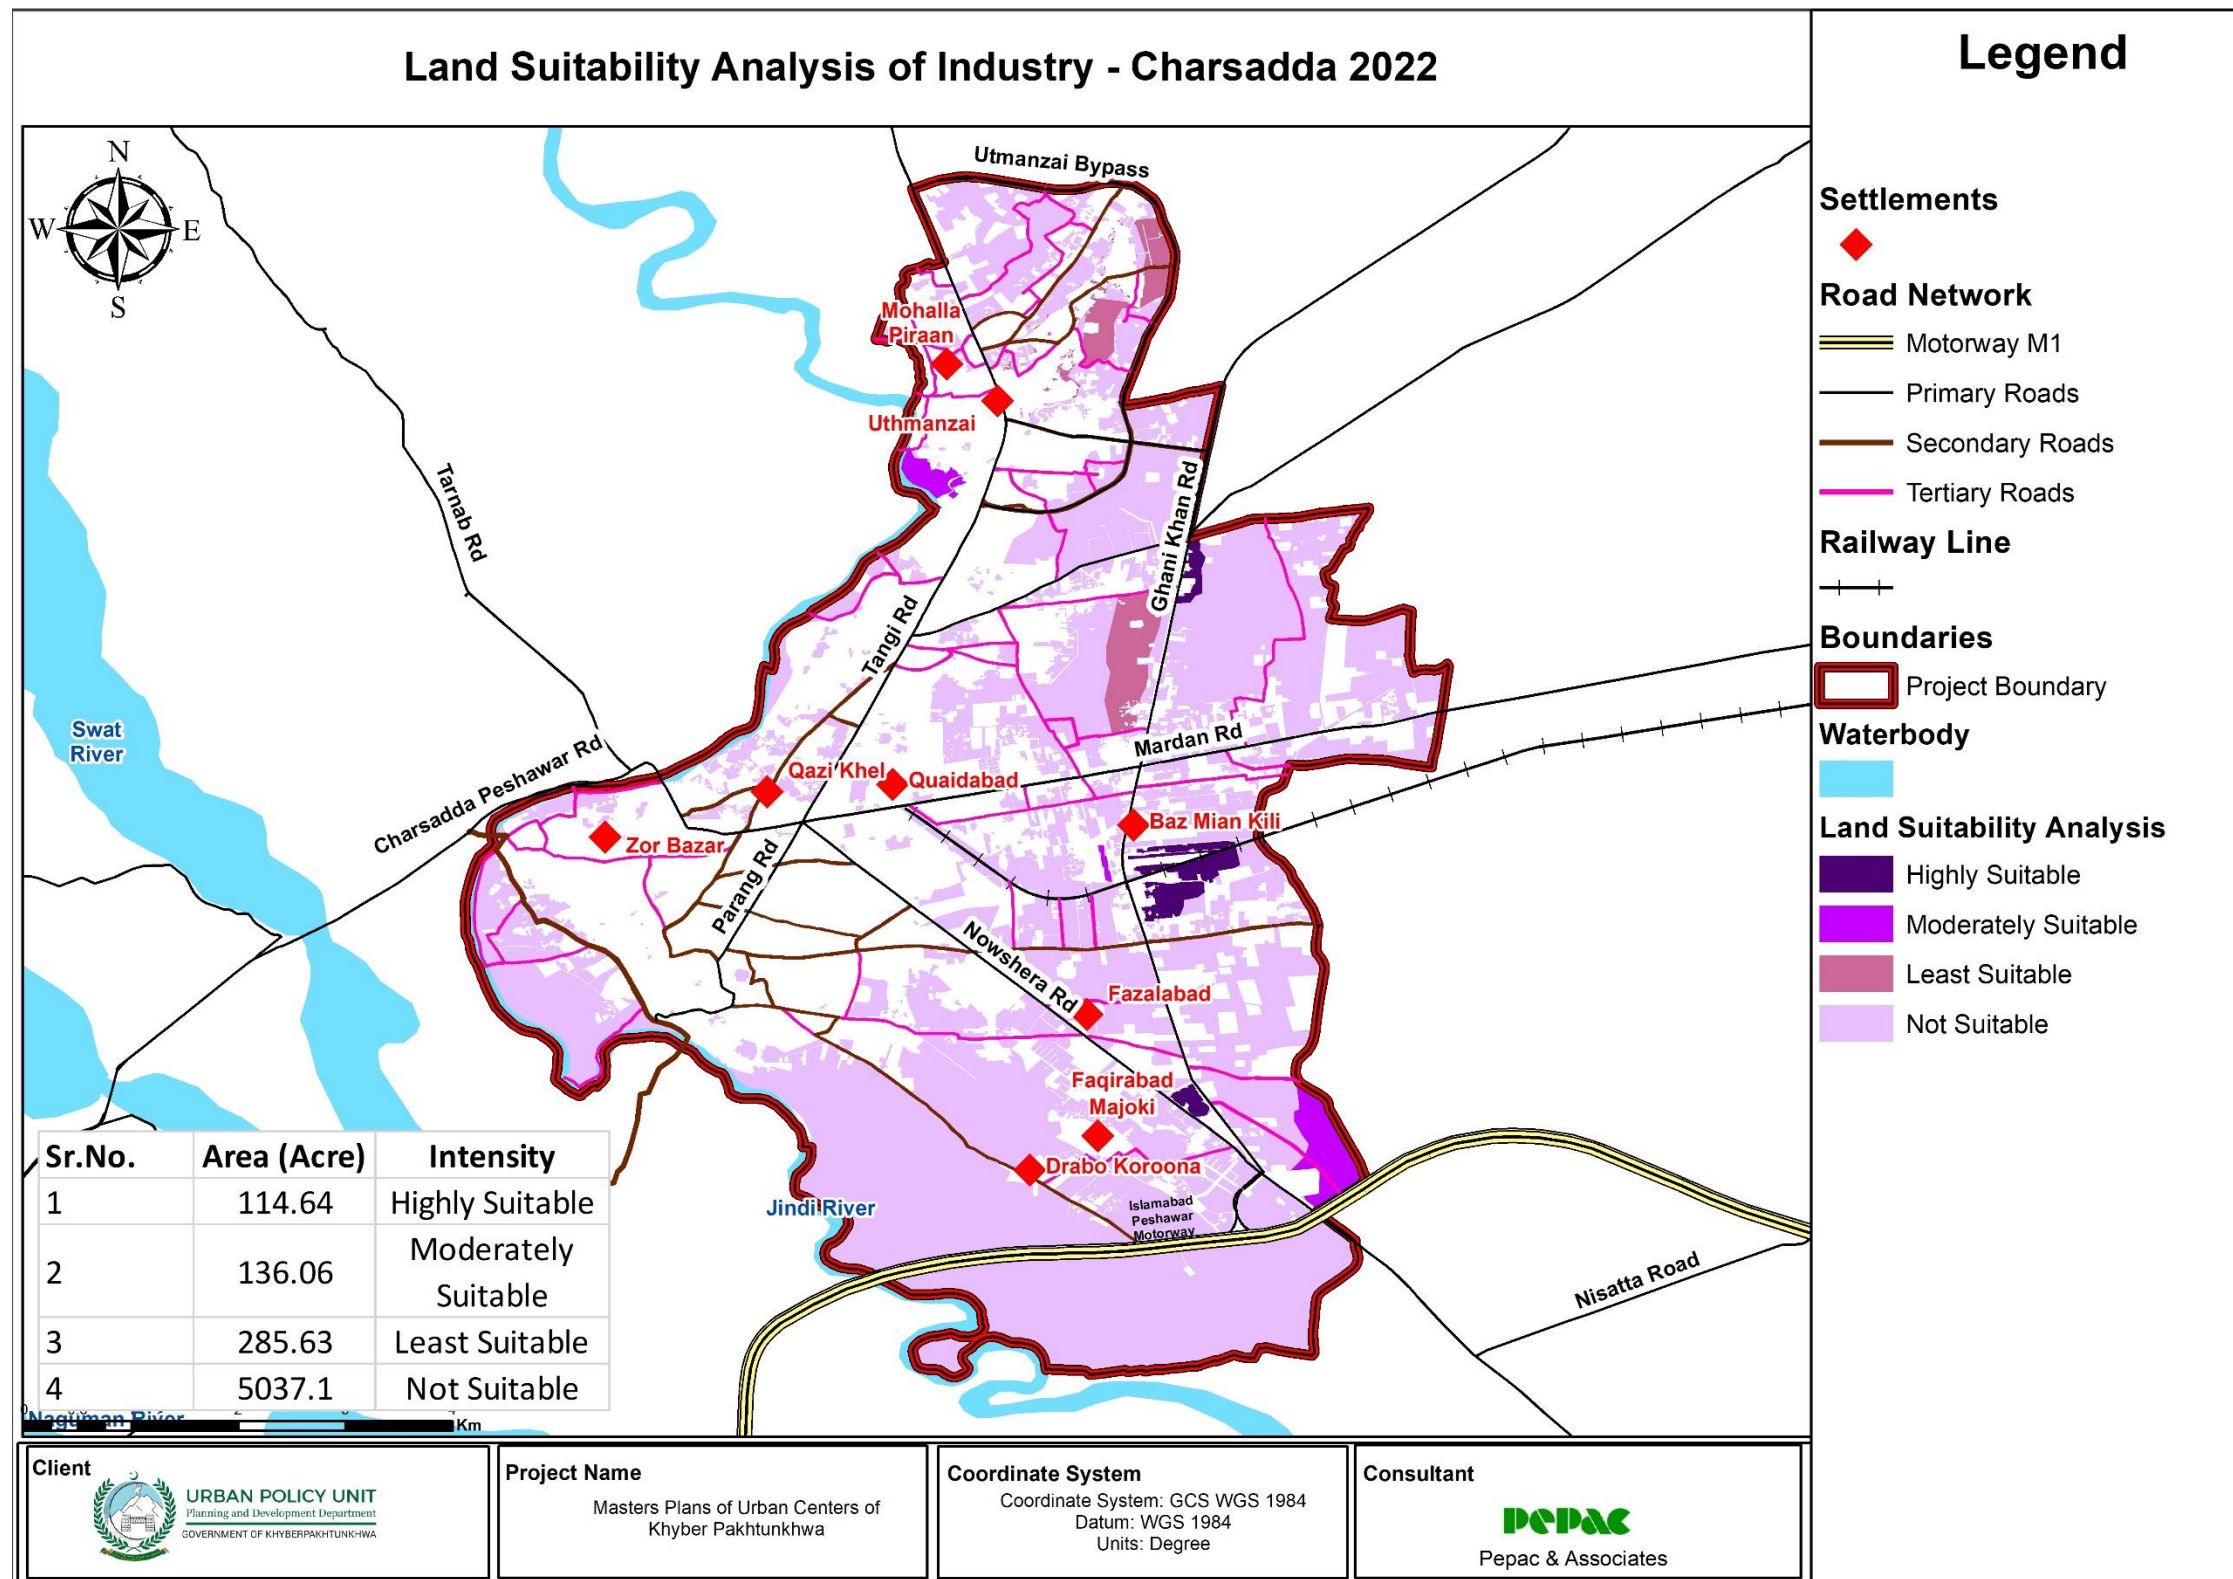 Land Suitability Analysis of Industry - Charsadda 2022
N
W
E
S
Utmanzai Bypass
Mohalla
Piraan
Uthmanzai
Tarnab Rd
Ghani Khan Rd
Tangi Rd
Swat
River
Charsadda Peshawar Rd
Mardan Rd
Qazi Khel
Quaidabad
Zor Bazar
Baz Mian Kili
Parang Rd
Nowshera Rd
Fazalabad
Faqirabad
Majoki
Drabo Koroona
Jindi River
Islamabad
Peshawar
Motorway
Nisatta Road
Sr.No. Area (Acre) Intensity
1 114.64 Highly Suitable
2 136.06 Moderately
Suitable
3 285.63 Least Suitable
4 5037.1 Not Suitable
Naguman River
Km
Legend
Settlements
Road Network
Motorway M1
Primary Roads
Secondary Roads
Tertiary Roads
Railway Line
Boundaries
Project Boundary
Waterbody
Land Suitability Analysis
Highly Suitable
Moderately Suitable
Least Suitable
Not Suitable
Client
URBAN POLICY UNIT
Planning and Development Department
GOVERNMENT OF KHYBERPAKHTUNKHWA
Project Name
Masters Plans of Urban Centers of
Khyber Pakhtunkhwa
Coordinate System
Coordinate System: GCS WGS 1984
Datum: WGS 1984
Units: Degree
Consultant
pepac
Pepac & Associates